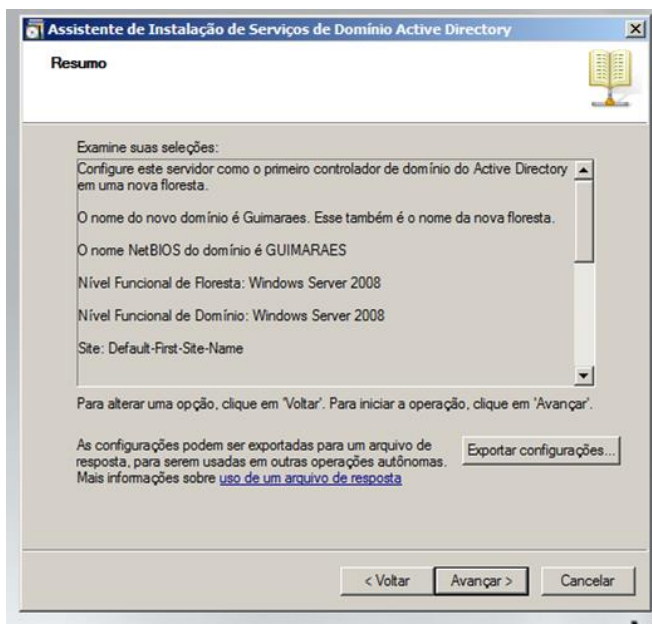 Assistente de Instalação de Serviços de Domínio Active Directory
Resumo
Examine suas seleções:
Configure este servidor como o primeiro controlador de domínio do Active Directory
em uma nova floresta.
O nome do novo domínio é Guimaraes. Esse também é o nome da nova floresta.
O nome NetBIOS do domínio é GUIMARAES
Nível Funcional de Floresta: Windows Server 2008
Nível Funcional de Domínio: Windows Server 2008
Site: Default-First-Site-Name
Para alterar uma opção, clique em 'Voltar'. Para iniciar a operação, clique em 'Avançar'.
As configurações podem ser exportadas para um arquivo de
resposta, para serem usadas em outras operações autônomas.
Mais informações sobre uso de um arquivo de resposta
Exportar configurações...
< Voltar
Avançar >
Cancelar